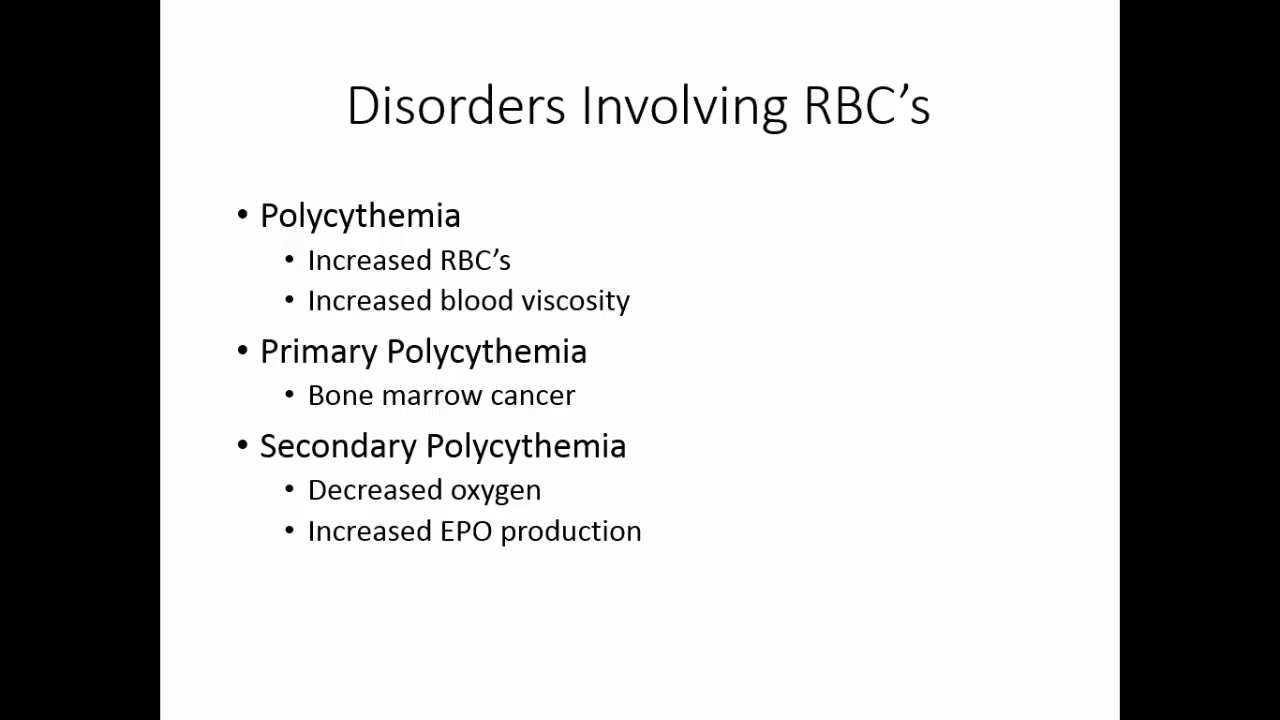 Disorders Involving RBC’s
• Polycythemia
• Increased RBC’s
• Increased blood viscosity
• Primary Polycythemia
• Bone marrow cancer
• Secondary Polycythemia
• Decreased oxygen
• Increased EPO production